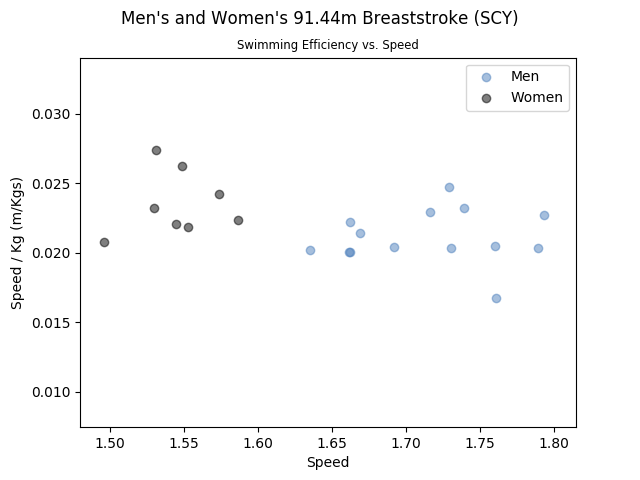 Men's and Women's 91.44m Breaststroke (SCY)
Swimming Efficiency vs. Speed
Men
Women
0.030
0.025
0.020
0.015
0.010
Speed / Kg (m/Kgs)
1.50 1.55 1.60 1.65 1.70 1.75 1.80
Speed